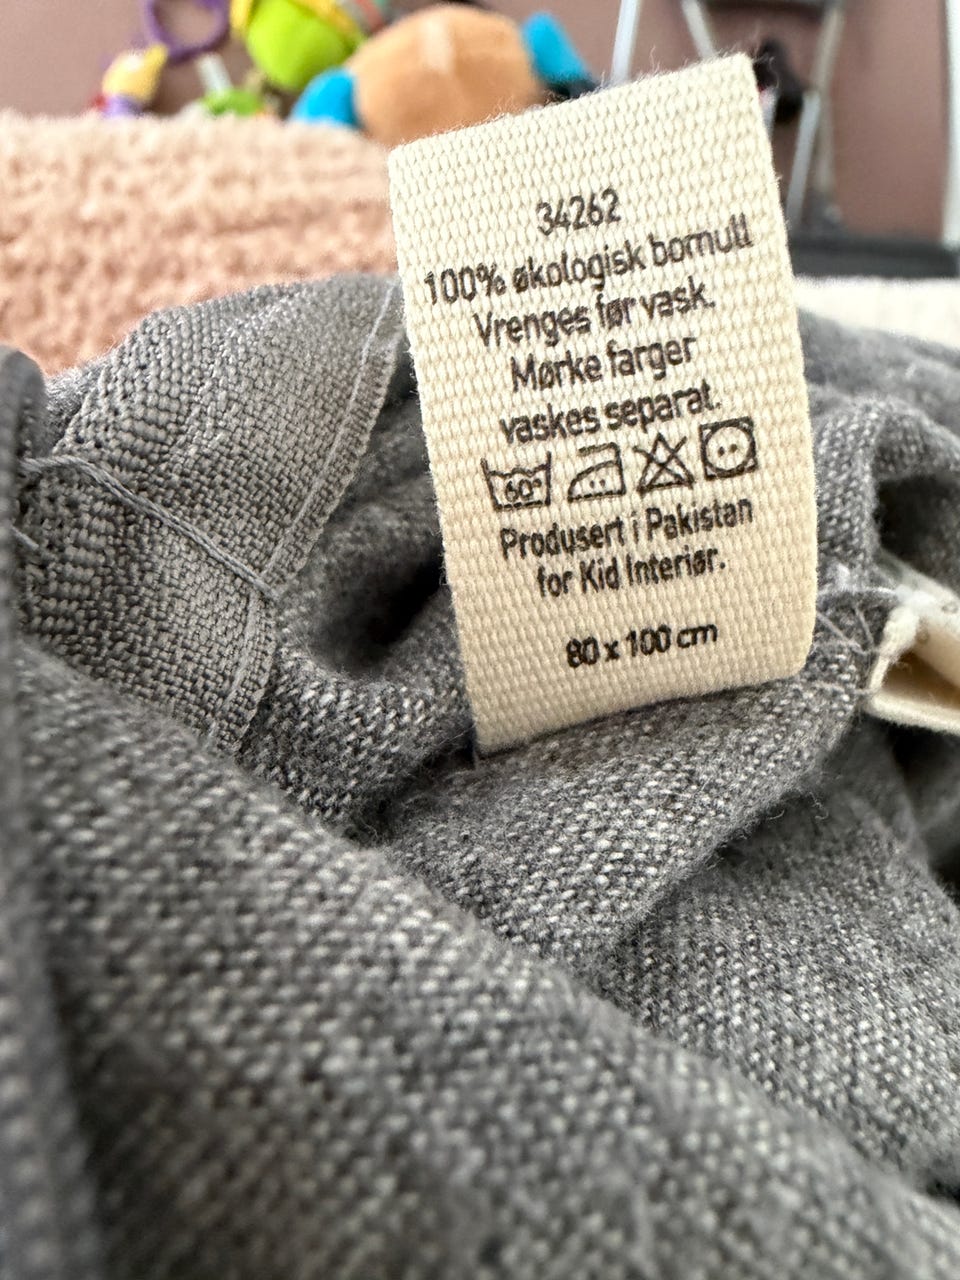 34262
100% økologisk bomull
Vrenges før vask.
Mørke farger
vaskes separat.
60°
Produsert i Pakistan
for Kid Interiør.
80 x 100 cm